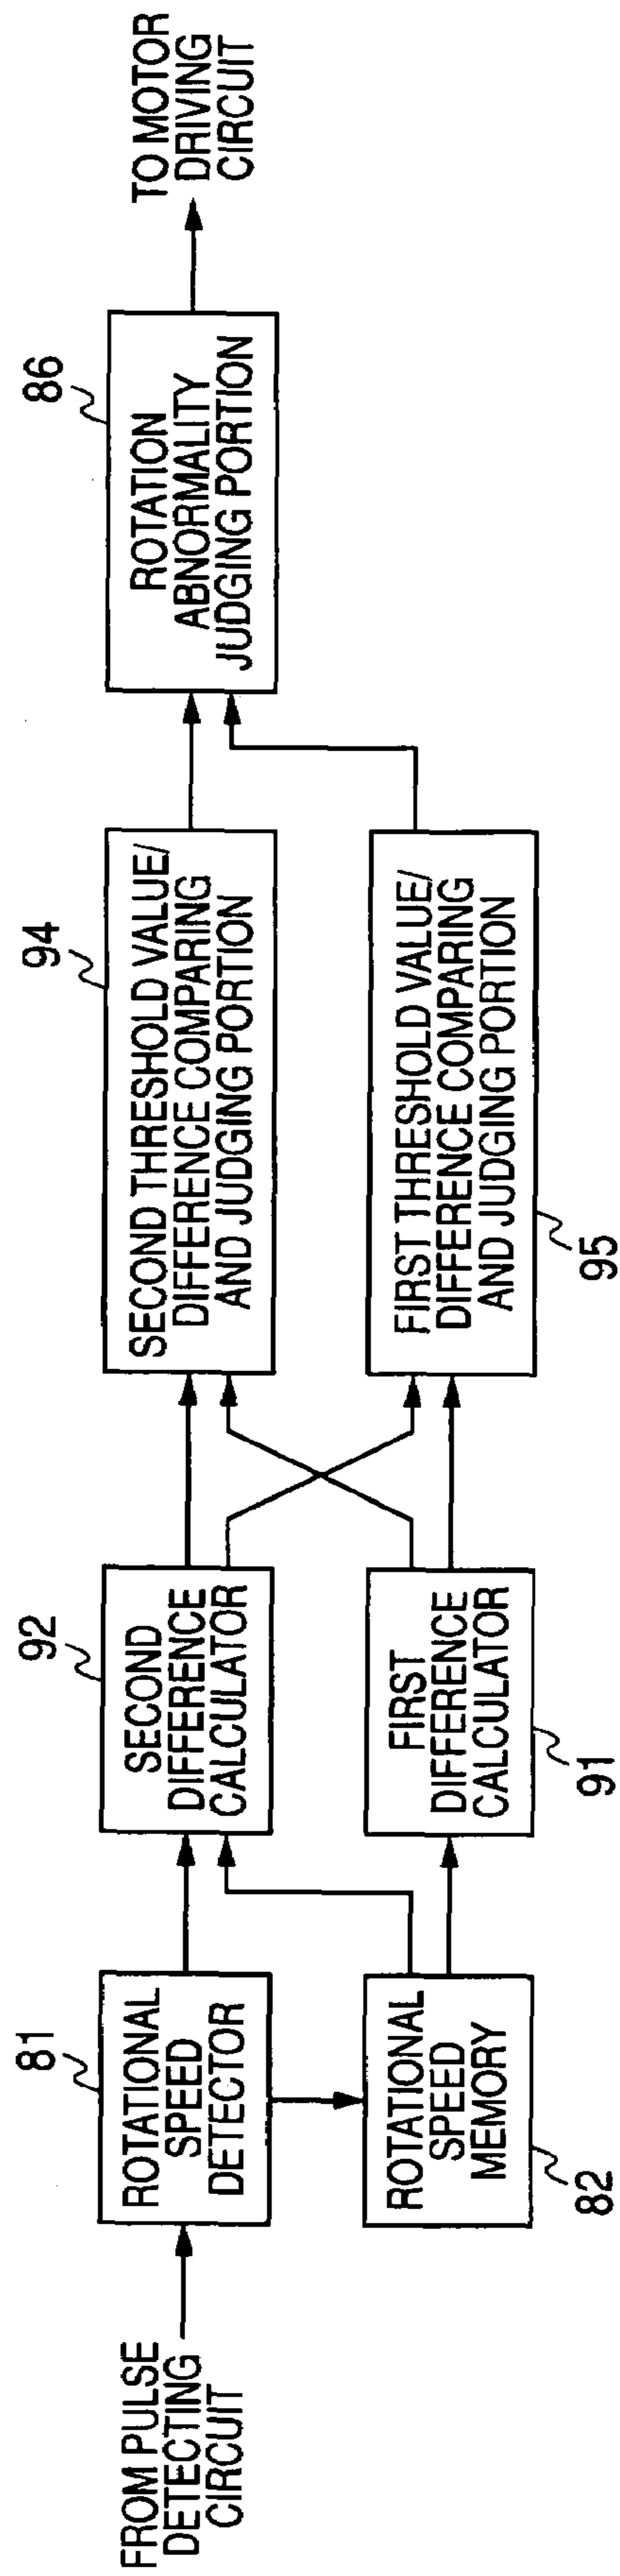 FROM PULSE
DETECTING
CIRCUIT
81
ROTATIONAL
SPEED
DETECTOR
ROTATIONAL
SPEED
MEMORY
82
92
SECOND
DIFFERENCE
CALCULATOR
FIRST
DIFFERENCE
CALCULATOR
91
94
SECOND THRESHOLD VALUE/
DIFFERENCE COMPARING
AND JUDGING PORTION
FIRST THRESHOLD VALUE/
DIFFERENCE COMPARING
AND JUDGING PORTION
95
86
ROTATION
ABNORMALITY
JUDGING PORTION
TO MOTOR
DRIVING
CIRCUIT